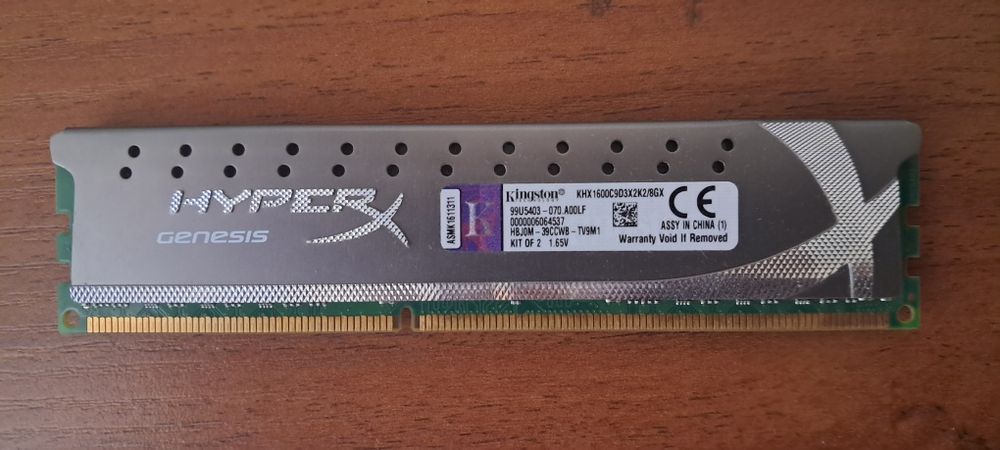 HYPERX
GENESIS
ASMK1611311
K
Kingston®
KHX1600C9D3X2K2/8GX
99U5403-070.A00LF
0000006064537
HBJ0M-39CCWB-TV9M1
KIT OF 2 1.65V
CE
ASSY IN CHINA (1)
Warranty Void If Removed